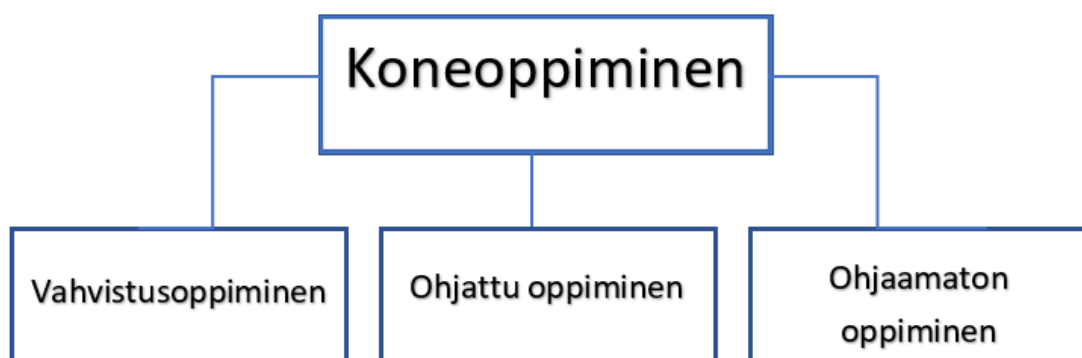 Koneoppiminen
Vahvistusoppiminen
Ohjattu oppiminen
Ohjaamaton
oppiminen